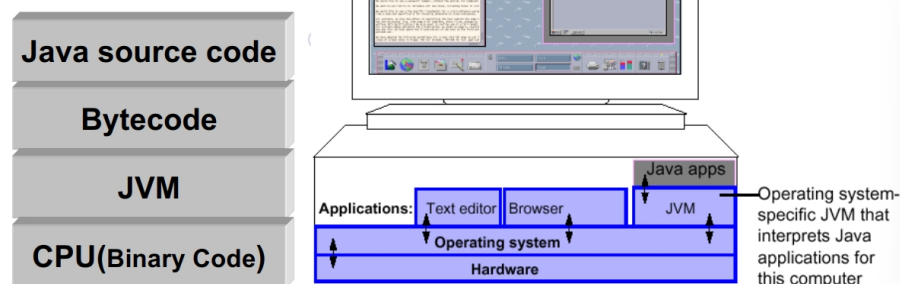 Java source code
Bytecode
JVM
CPU(Binary Code)
Java apps
Applications:
Text editor
Browser
JVM
Operating system
Hardware
Operating system-
specific JVM that
interprets Java
applications for
this computer